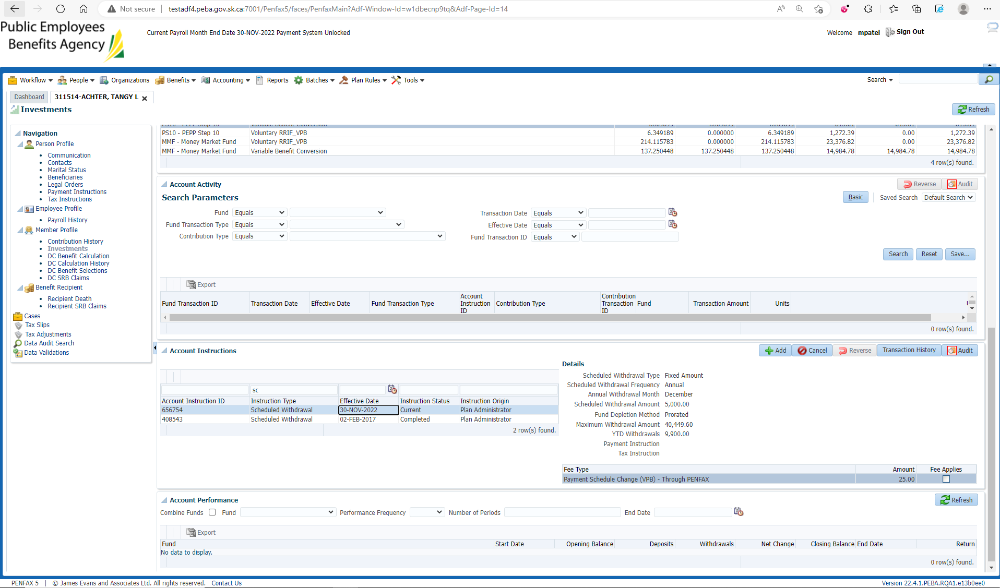 Not secure | testadf4.peba.gov.sk.ca:7001/Penfax5/faces/PenfaxMain?Adf-Window-Id=w1dbecnp9tq&Adf-Page-Id=14
Public Employees
Benefits Agency
Current Payroll Month End Date 30-NOV-2022 Payment System Unlocked
Welcome mpatel Sign Out
Workflow People Organizations Benefits Accounting Reports Batches Plan Rules Tools Search
Dashboard 311514-ACHTER, TANGY L
Investments
Refresh
Navigation
Person Profile
Communication
Contacts
Marital Status
Beneficiaries
Legal Orders
Payment Instructions
Tax Instructions
Employee Profile
Payroll History
Member Profile
Contribution History
Investments
DC Benefit Calculation
DC Calculation History
DC Benefit Selections
DC SRB Claims
Benefit Recipient
Recipient Death
Recipient SRB Claims
Cases
Tax Slips
Tax Adjustments
Data Audit Search
Data Validations
PS10 - PEPP Step 10 Variable Benefit Conversion
PS10 - PEPP Step 10 Voluntary RRIF_VPB 6.349189 0.000000 6.349189 1,272.39 0.00 1,272.39
MMF - Money Market Fund Voluntary RRIF_VPB 214.115783 0.000000 214.115783 23,376.82 0.00 23,376.82
MMF - Money Market Fund Variable Benefit Conversion 137.250448 137.250448 137.250448 14,984.78 14,984.78 14,984.78
4 row(s) found.
Account Activity
Reverse Audit
Search Parameters
Basic Saved Search Default Search
Fund Equals Transaction Date Equals
Fund Transaction Type Equals Effective Date Equals
Contribution Type Equals Fund Transaction ID Equals
Search Reset Save...
Export
Fund Transaction ID Transaction Date Effective Date Fund Transaction Type Account Instruction ID Contribution Type Contribution Transaction ID Fund Transaction Amount Units
0 row(s) found.
Account Instructions
Add Cancel Reverse Transaction History Audit
sc
Account Instruction ID Instruction Type Effective Date Instruction Status Instruction Origin
656754 Scheduled Withdrawal 30-NOV-2022 Current Plan Administrator
408543 Scheduled Withdrawal 02-FEB-2017 Completed Plan Administrator
2 row(s) found.
Details
Scheduled Withdrawal Type Fixed Amount
Scheduled Withdrawal Frequency Annual
Annual Withdrawal Month December
Scheduled Withdrawal Amount 5,000.00
Fund Depletion Method Prorated
Maximum Withdrawal Amount 40,449.60
YTD Withdrawals 9,900.00
Payment Instruction
Tax Instruction
Fee Type Amount Fee Applies
Payment Schedule Change (VPB) - Through PENFAX 25.00
Account Performance
Refresh
Combine Funds Fund Performance Frequency Number of Periods End Date
Export
Fund Start Date Opening Balance Deposits Withdrawals Net Change Closing Balance End Date Return
No data to display.
0 row(s) found.
PENFAX 5 | © James Evans and Associates Ltd. All rights reserved. Contact Us
Version 22.4.1.PEBA.RQA1.e13b0ee0